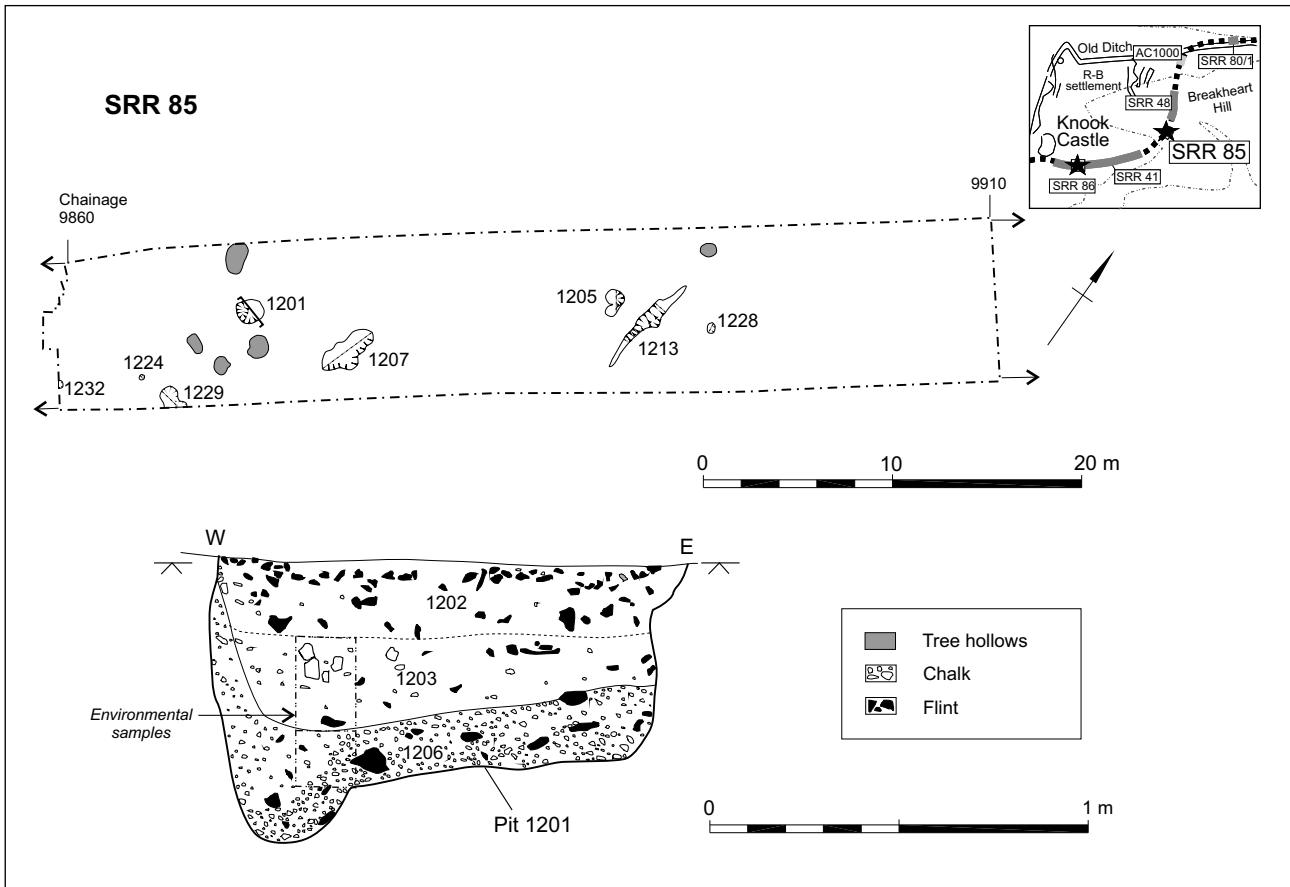 SRR 85
Old Ditch
AC1000
SRR 80/1
R-B
settlement
SRR 48
Breakheart
Hill
Knook
Castle
SRR 85
SRR 41
SRR 86
Chainage
9860
9910
1201
1205
1228
1207
1213
1224
1232
1229
0
10
20 m
W
E
1202
1203
Environmental
samples
1206
Pit 1201
Tree hollows
Chalk
Flint
0
1 m